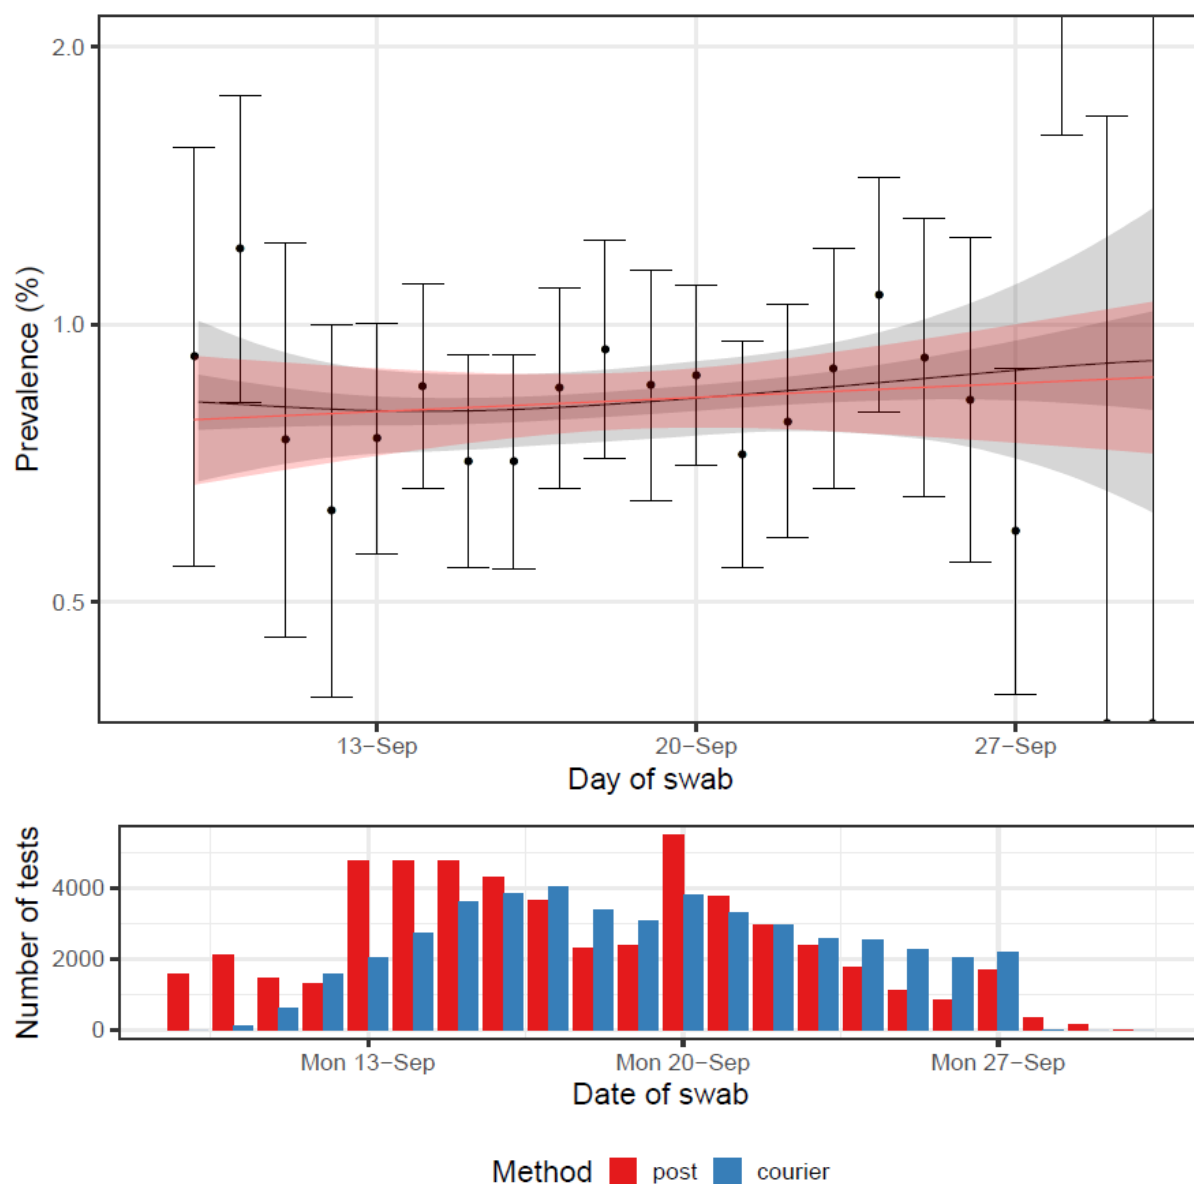 Prevalence (%)
2.0
1.0
0.5
13-Sep 20-Sep 27-Sep
Day of swab
Number of tests
4000
2000
0
Mon 13-Sep Mon 20-Sep Mon 27-Sep
Date of swab
Method post courier